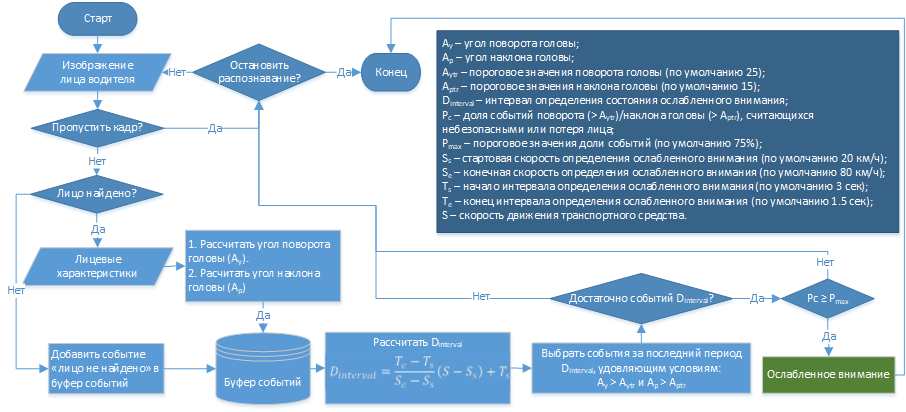 Старт
Изображение
лица водителя
Нет
Остановить
распознавание?
Да
Конец
Пропустить кадр?
Да
Нет
Лицо найдено?
Да
Нет
Лицевые
характеристики
1. Рассчитать угол поворота
головы (Ay).
2. Расчитать угол наклона
головы (Ap)
Да
Добавить событие
«лицо не найдено» в
буфер событий
Буфер событий
Рассчитать Dinterval
Dinterval = (Te − Ts)/(Se − Ss) (S − Ss) + Ts
Выбрать события за последний период
Dinterval, удовляющим условиям:
Ay > Aytr и Ap > Aptr
Достаточно событий Dinterval?
Нет
Да
Pc ≥ Pmax
Нет
Да
Ослабленное внимание
Ay – угол поворота головы;
Ap – угол наклона головы;
Aytr – пороговое значения поворота головы (по умолчанию 25);
Aptr – пороговое значения наклона головы (по умолчанию 15);
Dinterval – интервал определения состояния ослабленного внимания;
Pc – доля событий поворота (> Aytr)/наклона головы (> Aptr), считающихся
небезопасными или потеря лица;
Pmax – пороговое значения доли событий (по умолчанию 75%);
Ss – стартовая скорость определения ослабленного внимания (по умолчанию 20 км/ч);
Se – конечная скорость определения ослабленного внимания (по умолчанию 80 км/ч);
Ts – начало интервала определения ослабленного внимания (по умолчанию 3 сек);
Te – конец интервала определения ослабленного внимания (по умолчанию 1.5 сек);
S – скорость движения транспортного средства.